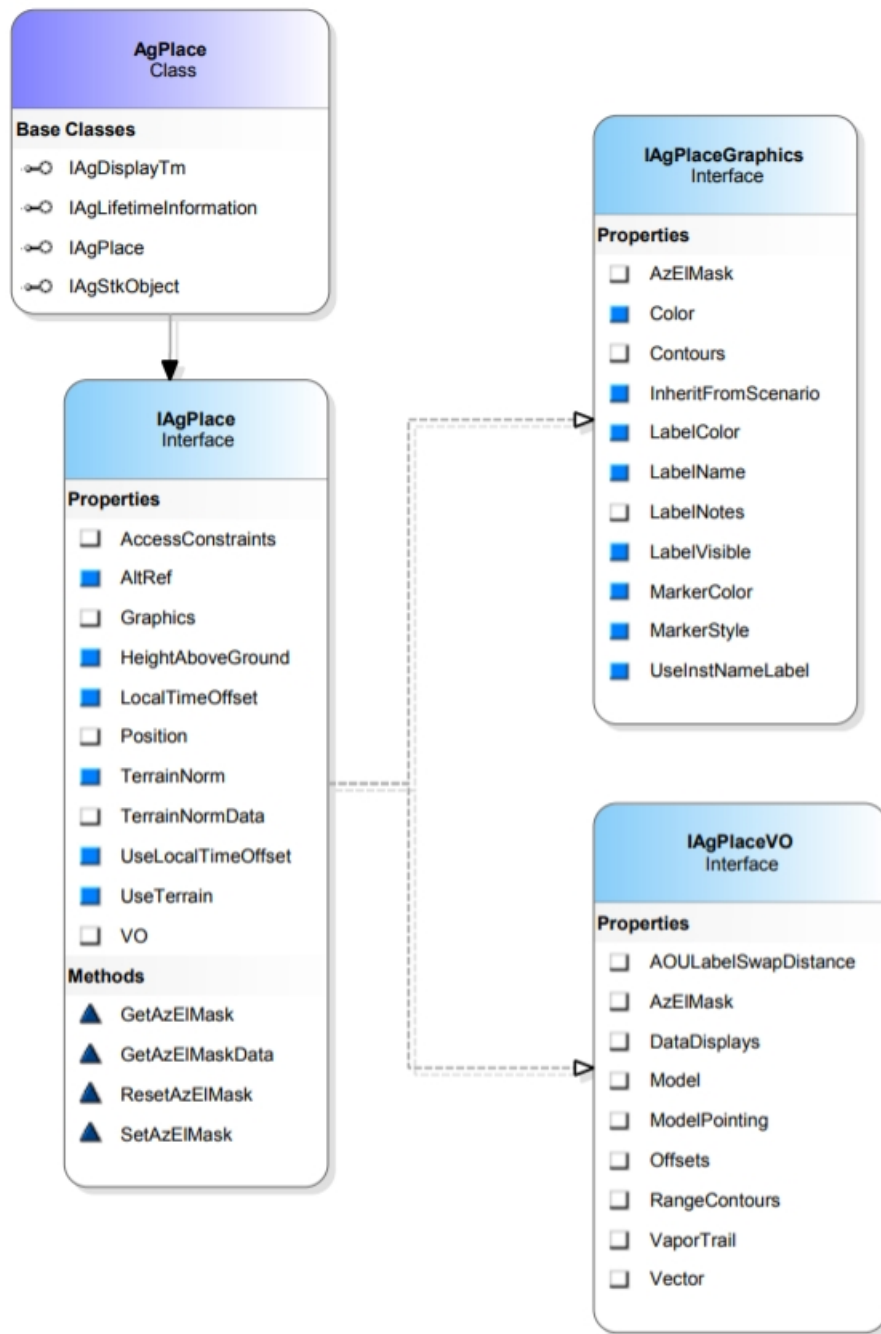 AgPlace
Class
Base Classes
IAgDisplayTm
IAgLifetimeInformation
IAgPlace
IAgStkObject
IAgPlace
Interface
Properties
AccessConstraints
AltRef
Graphics
HeightAboveGround
LocalTimeOffset
Position
TerrainNorm
TerrainNormData
UseLocalTimeOffset
UseTerrain
VO
Methods
GetAzElMask
GetAzElMaskData
ResetAzElMask
SetAzElMask
IAgPlaceGraphics
Interface
Properties
AzElMask
Color
Contours
InheritFromScenario
LabelColor
LabelName
LabelNotes
LabelVisible
MarkerColor
MarkerStyle
UseInstNameLabel
IAgPlaceVO
Interface
Properties
AOULabelSwapDistance
AzElMask
DataDisplays
Model
ModelPointing
Offsets
RangeContours
VaporTrail
Vector